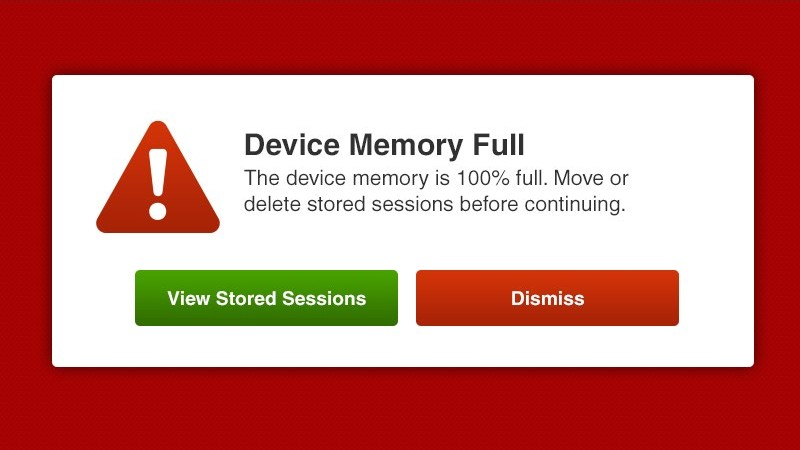 Device Memory Full
The device memory is 100% full. Move or
delete stored sessions before continuing.
View Stored Sessions
Dismiss